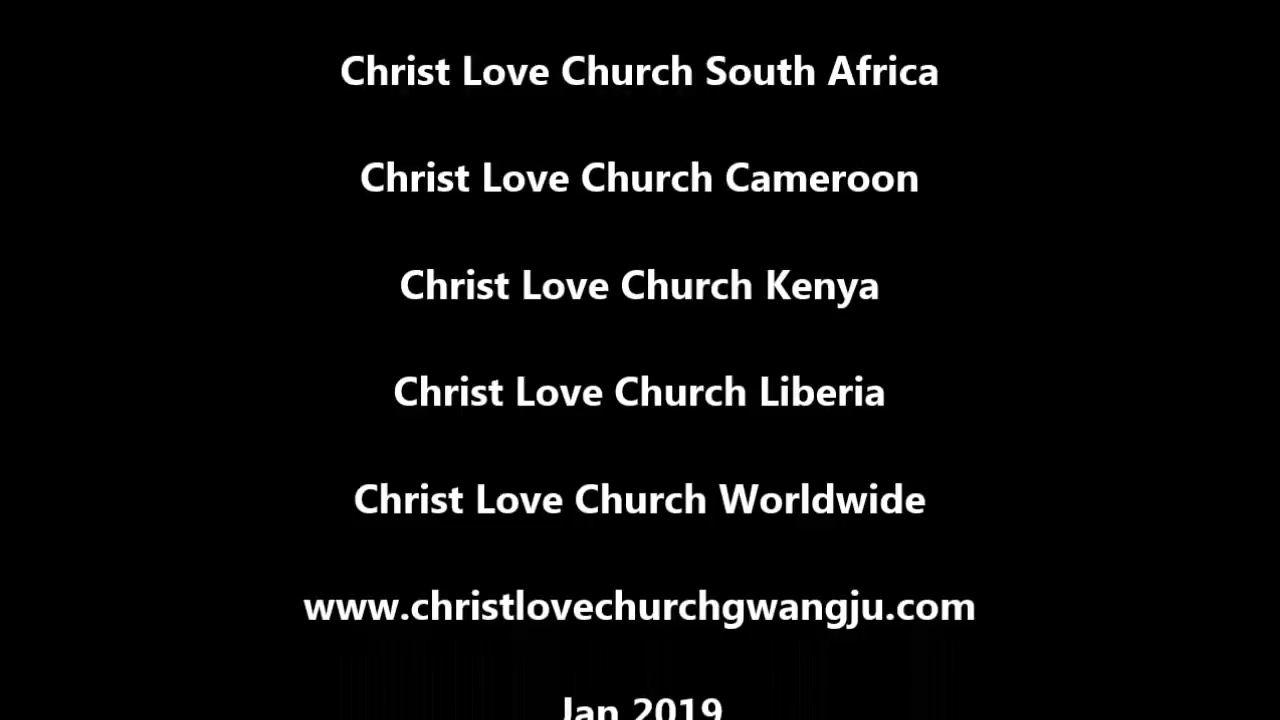 Christ Love Church South Africa
Christ Love Church Cameroon
Christ Love Church Kenya
Christ Love Church Liberia
Christ Love Church Worldwide
www.christlovechurchgwangju.com
Jan 2019